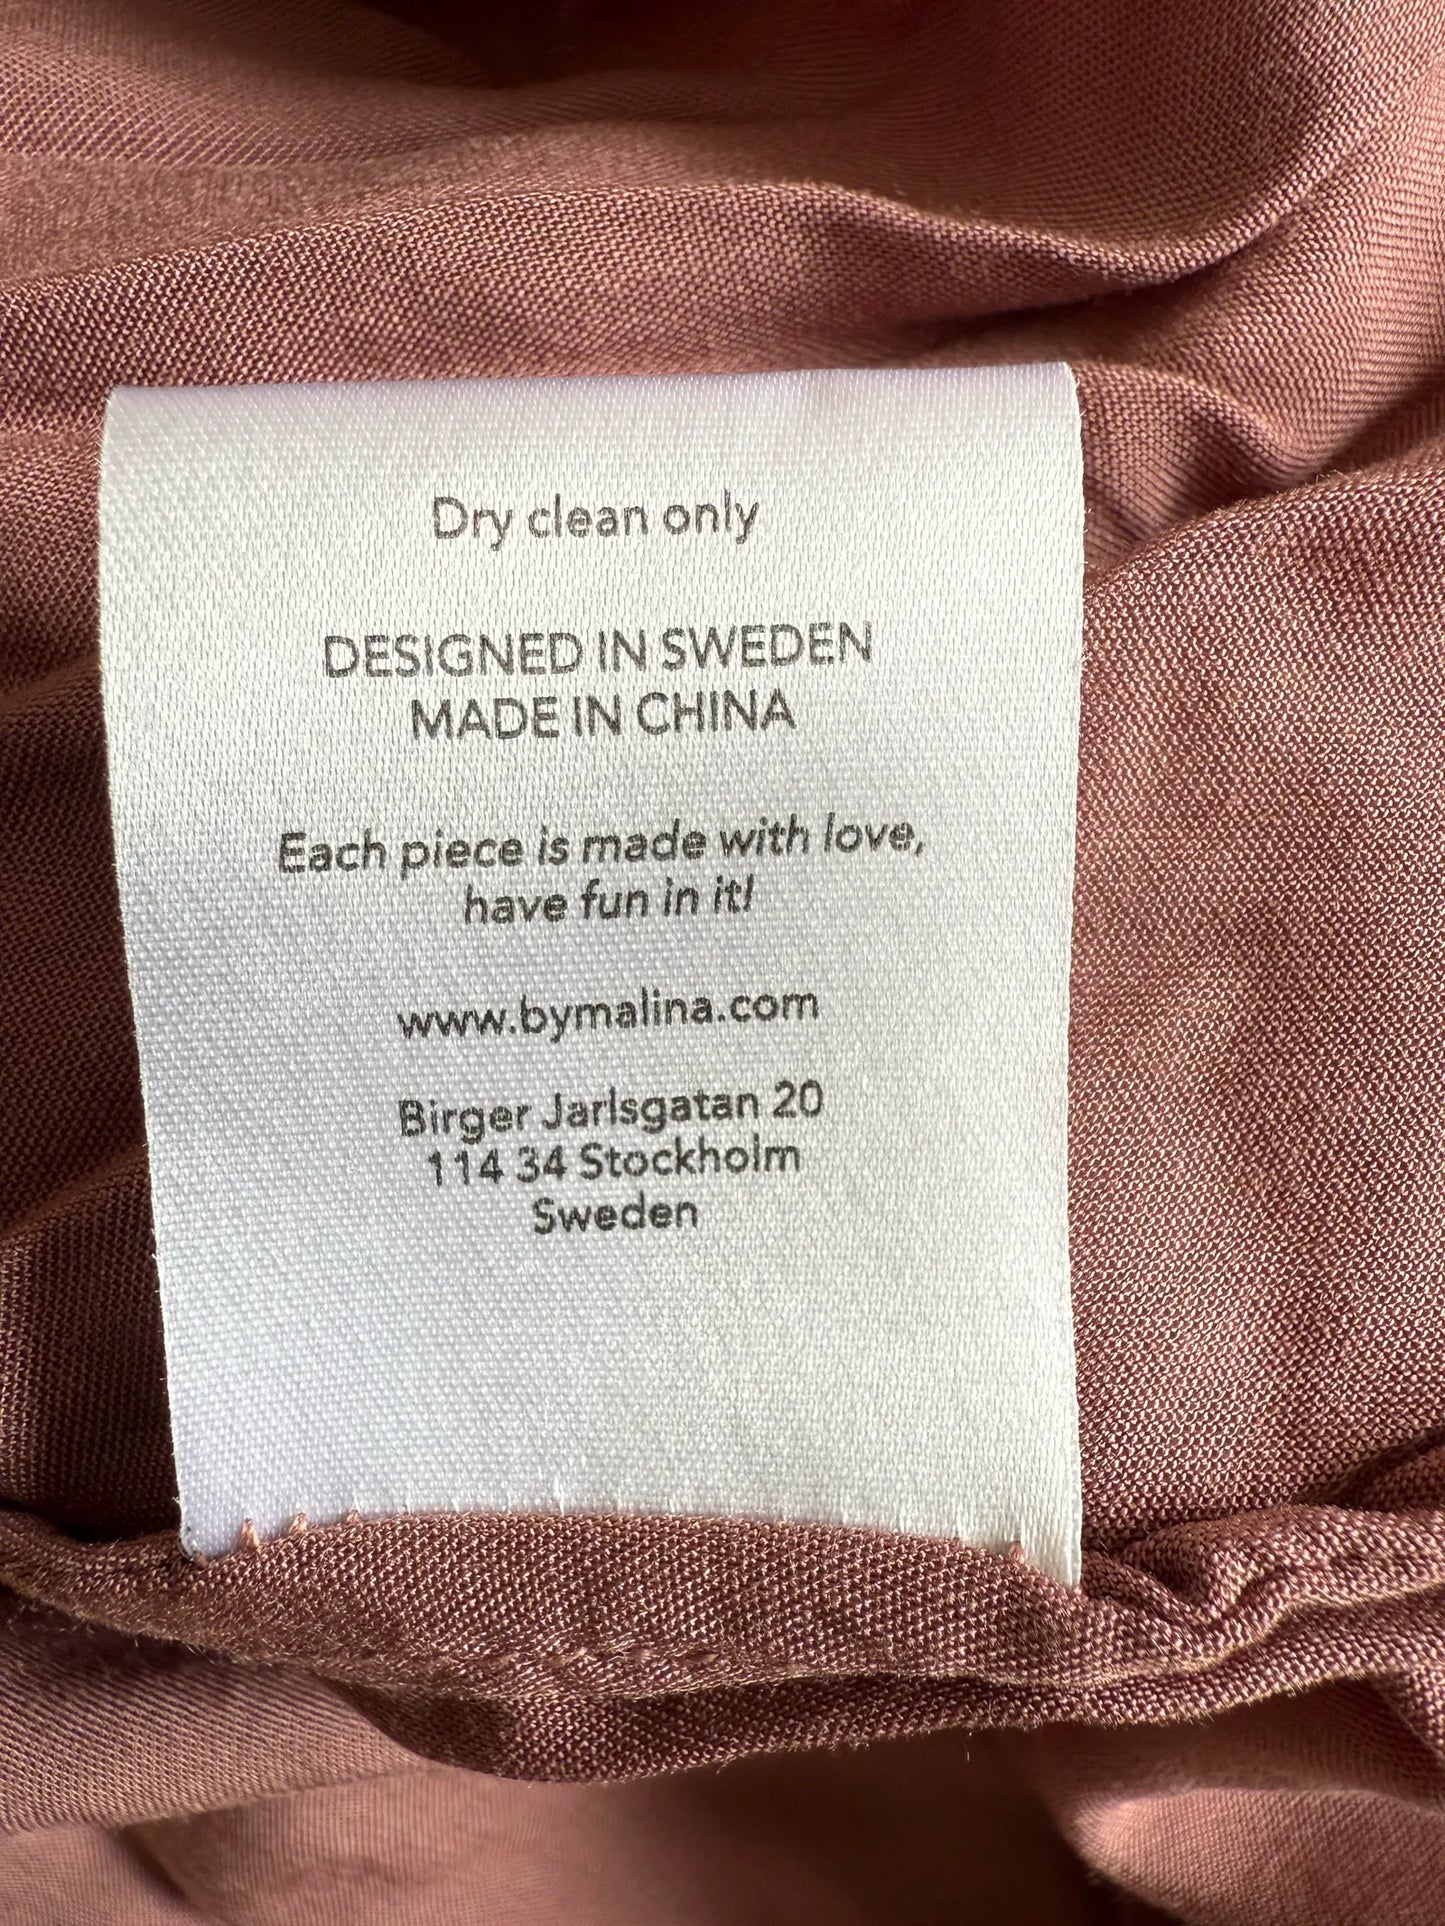 Dry clean only
DESIGNED IN SWEDEN
MADE IN CHINA
Each piece is made with love,
have fun in it!
www.bymalina.com
Birger Jarlsgatan 20
114 34 Stockholm
Sweden